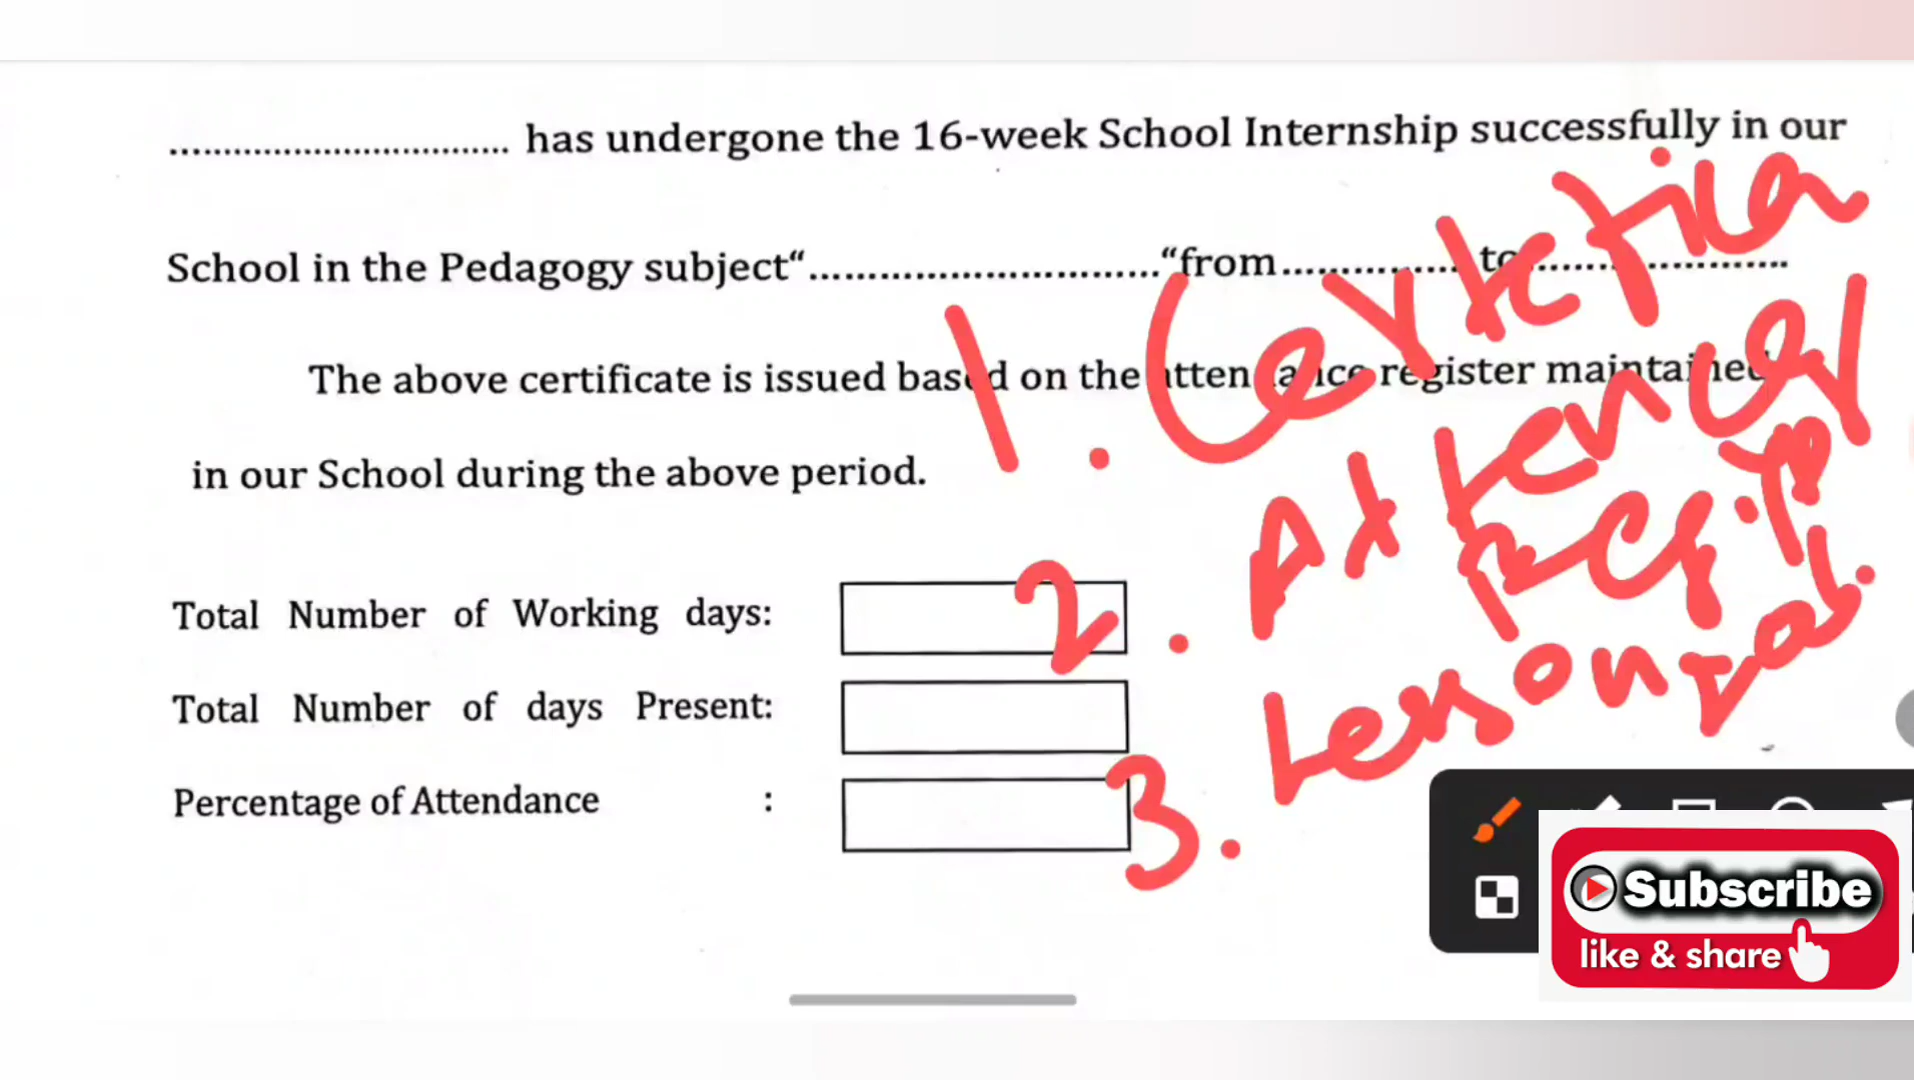 ................................. has undergone the 16-week School Internship successfully in our
School in the Pedagogy subject“.............................“from................ to.........................
The above certificate is issued based on the attendance register maintained
in our School during the above period.
Total Number of Working days:
Total Number of days Present:
Percentage of Attendance :
1.
2.
3. Lesson
Subscribe
like & share